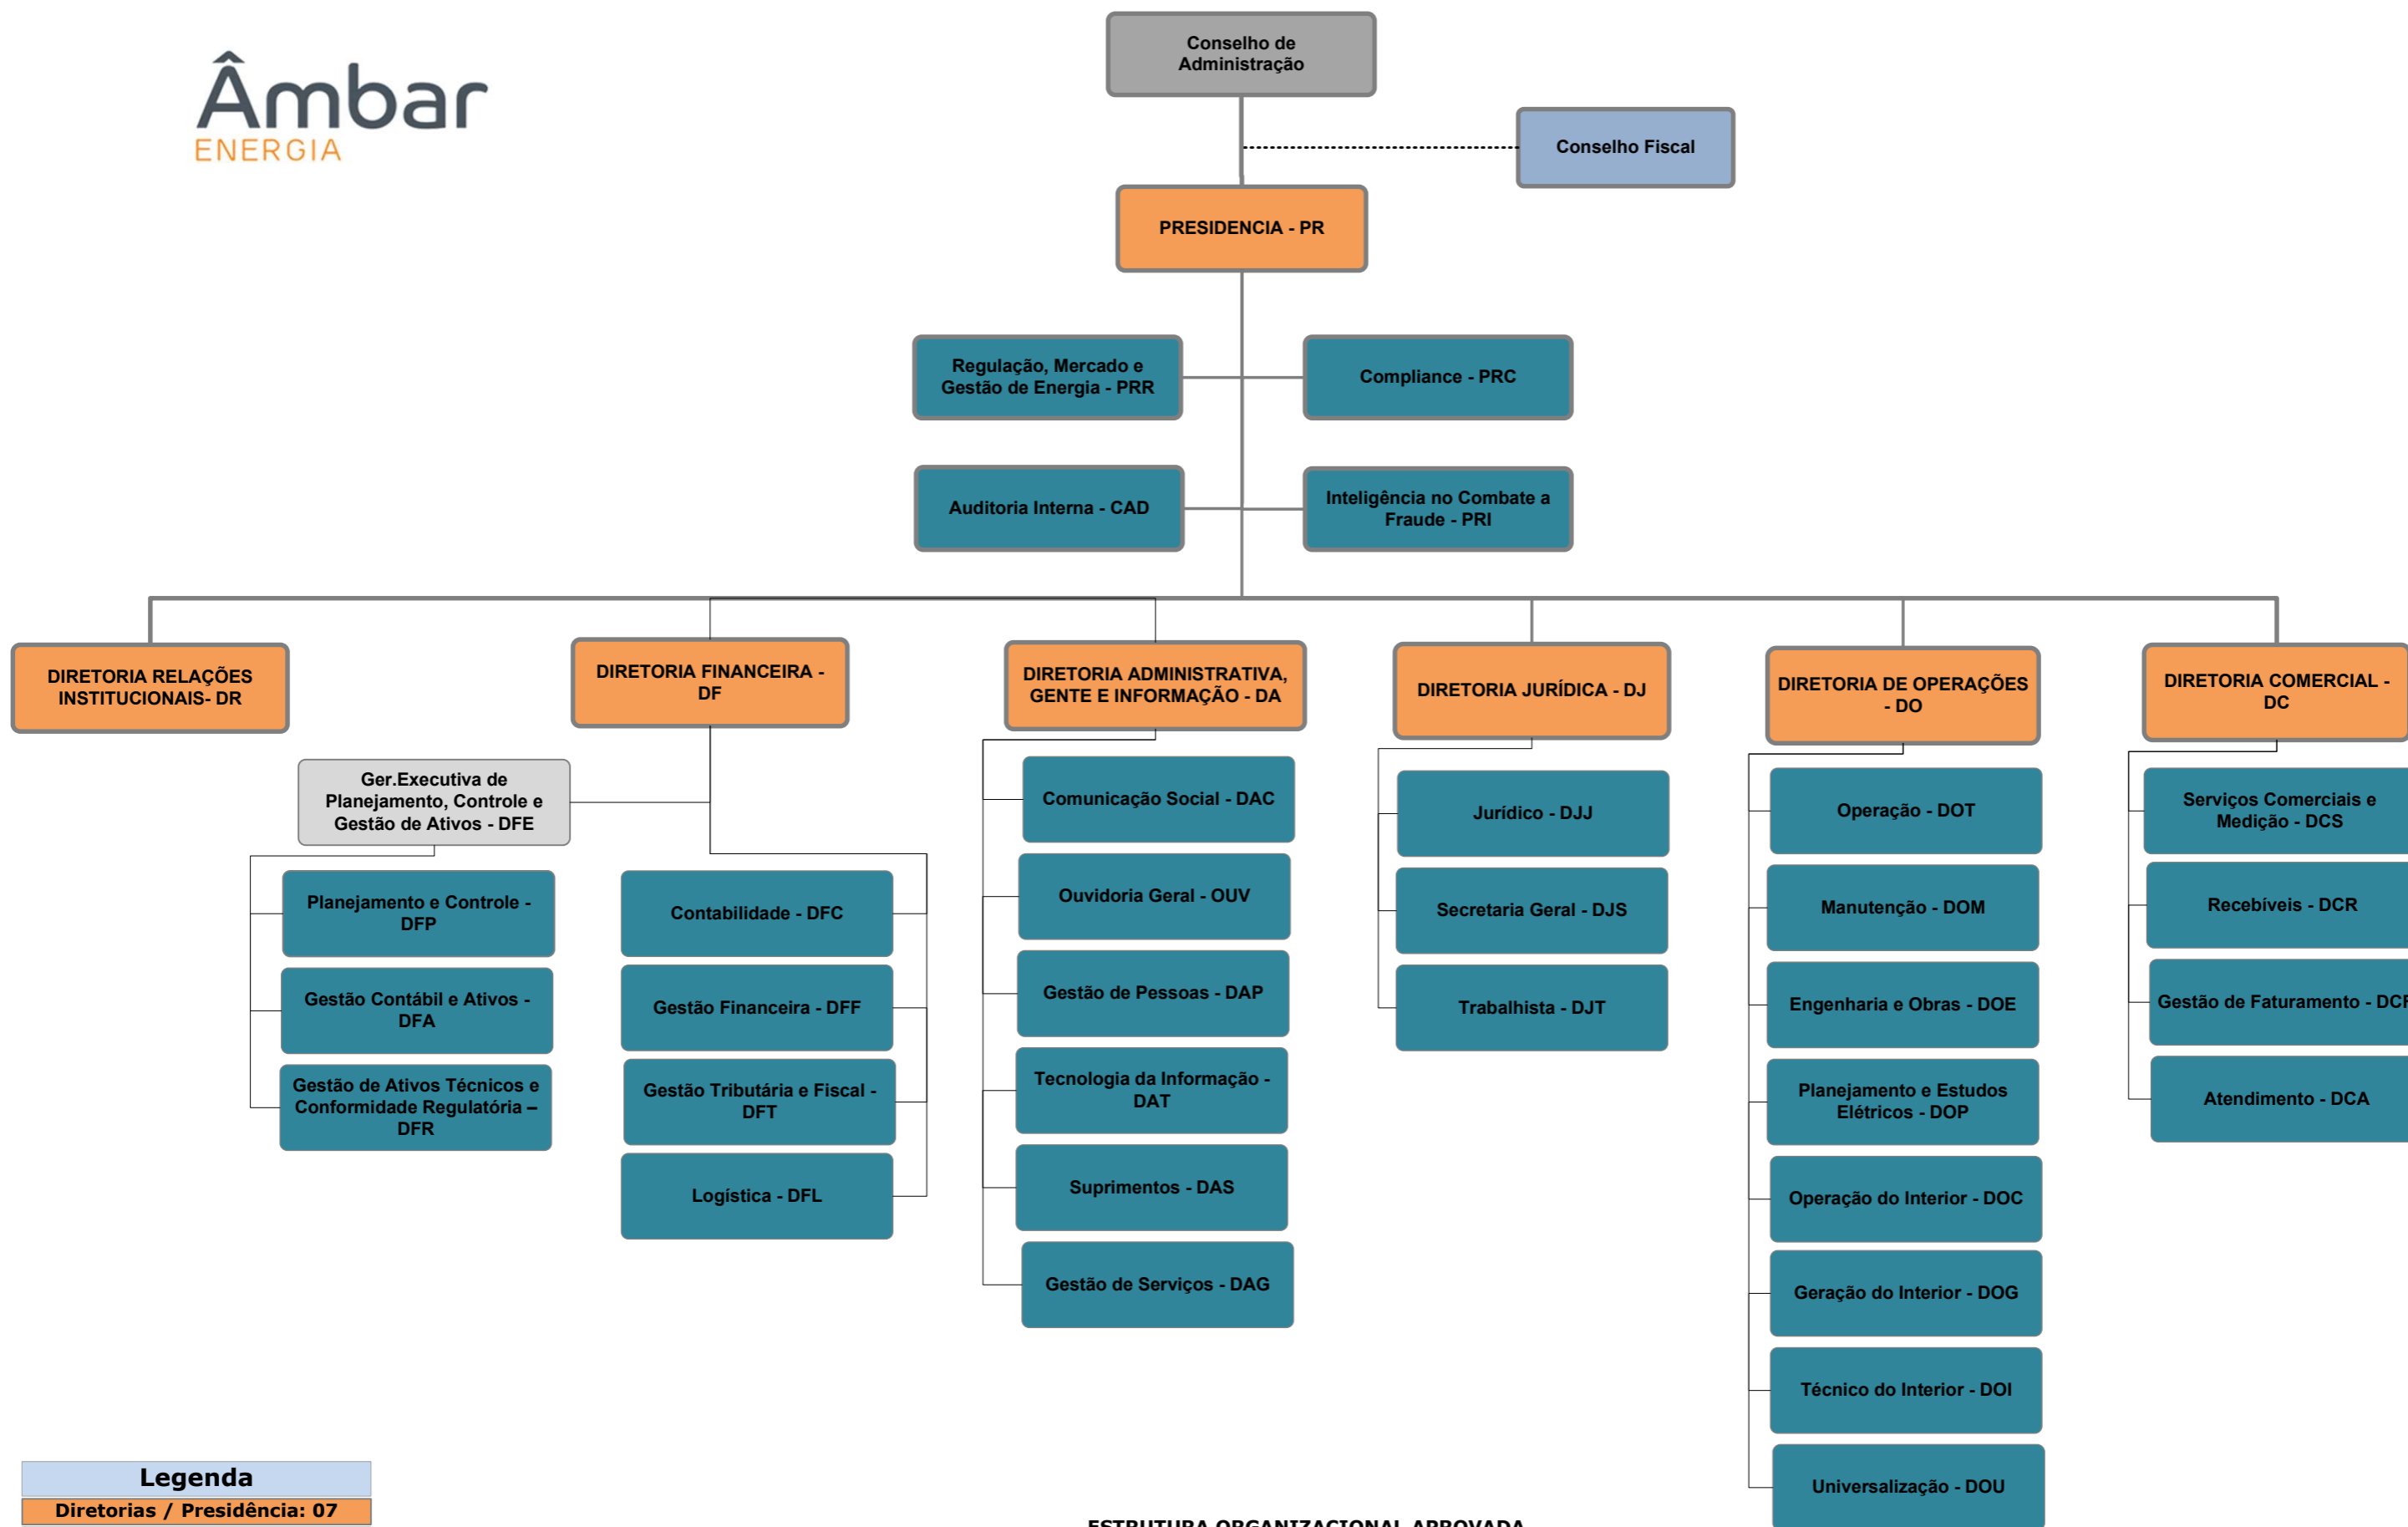 Âmbar
ENERGIA
Conselho de
Administração
Conselho Fiscal
PRESIDENCIA - PR
Regulação, Mercado e
Gestão de Energia - PRR
Compliance - PRC
Auditoria Interna - CAD
Inteligência no Combate a
Fraude - PRI
DIRETORIA RELAÇÕES
INSTITUCIONAIS- DR
DIRETORIA FINANCEIRA -
DF
DIRETORIA ADMINISTRATIVA,
GENTE E INFORMAÇÃO - DA
DIRETORIA JURÍDICA - DJ
DIRETORIA DE OPERAÇÕES
- DO
DIRETORIA COMERCIAL -
DC
Ger.Executiva de
Planejamento, Controle e
Gestão de Ativos - DFE
Planejamento e Controle -
DFP
Gestão Contábil e Ativos -
DFA
Gestão de Ativos Técnicos e
Conformidade Regulatória –
DFR
Contabilidade - DFC
Gestão Financeira - DFF
Gestão Tributária e Fiscal -
DFT
Logística - DFL
Comunicação Social - DAC
Ouvidoria Geral - OUV
Gestão de Pessoas - DAP
Tecnologia da Informação -
DAT
Suprimentos - DAS
Gestão de Serviços - DAG
Jurídico - DJJ
Secretaria Geral - DJS
Trabalhista - DJT
Operação - DOT
Manutenção - DOM
Engenharia e Obras - DOE
Planejamento e Estudos
Elétricos - DOP
Operação do Interior - DOC
Geração do Interior - DOG
Técnico do Interior - DOI
Universalização - DOU
Serviços Comerciais e
Medição - DCS
Recebíveis - DCR
Gestão de Faturamento - DCF
Atendimento - DCA
Legenda
Diretorias / Presidência: 07
ESTRUTURA ORGANIZACIONAL APROVADA